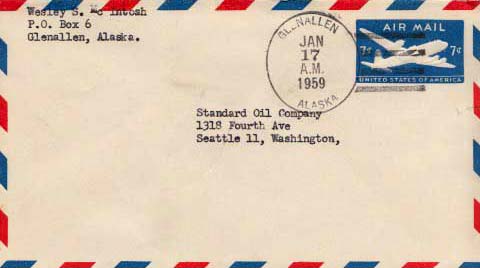 Wesley S. Mc Intosh
P.O. Box 6
Glenallen, Alaska.
GLENALLEN
JAN
17
A.M.
1959
ALASKA
AIR MAIL
7¢ 7¢
UNITED STATES OF AMERICA
Standard Oil Company
1318 Fourth Ave
Seattle 11, Washington,